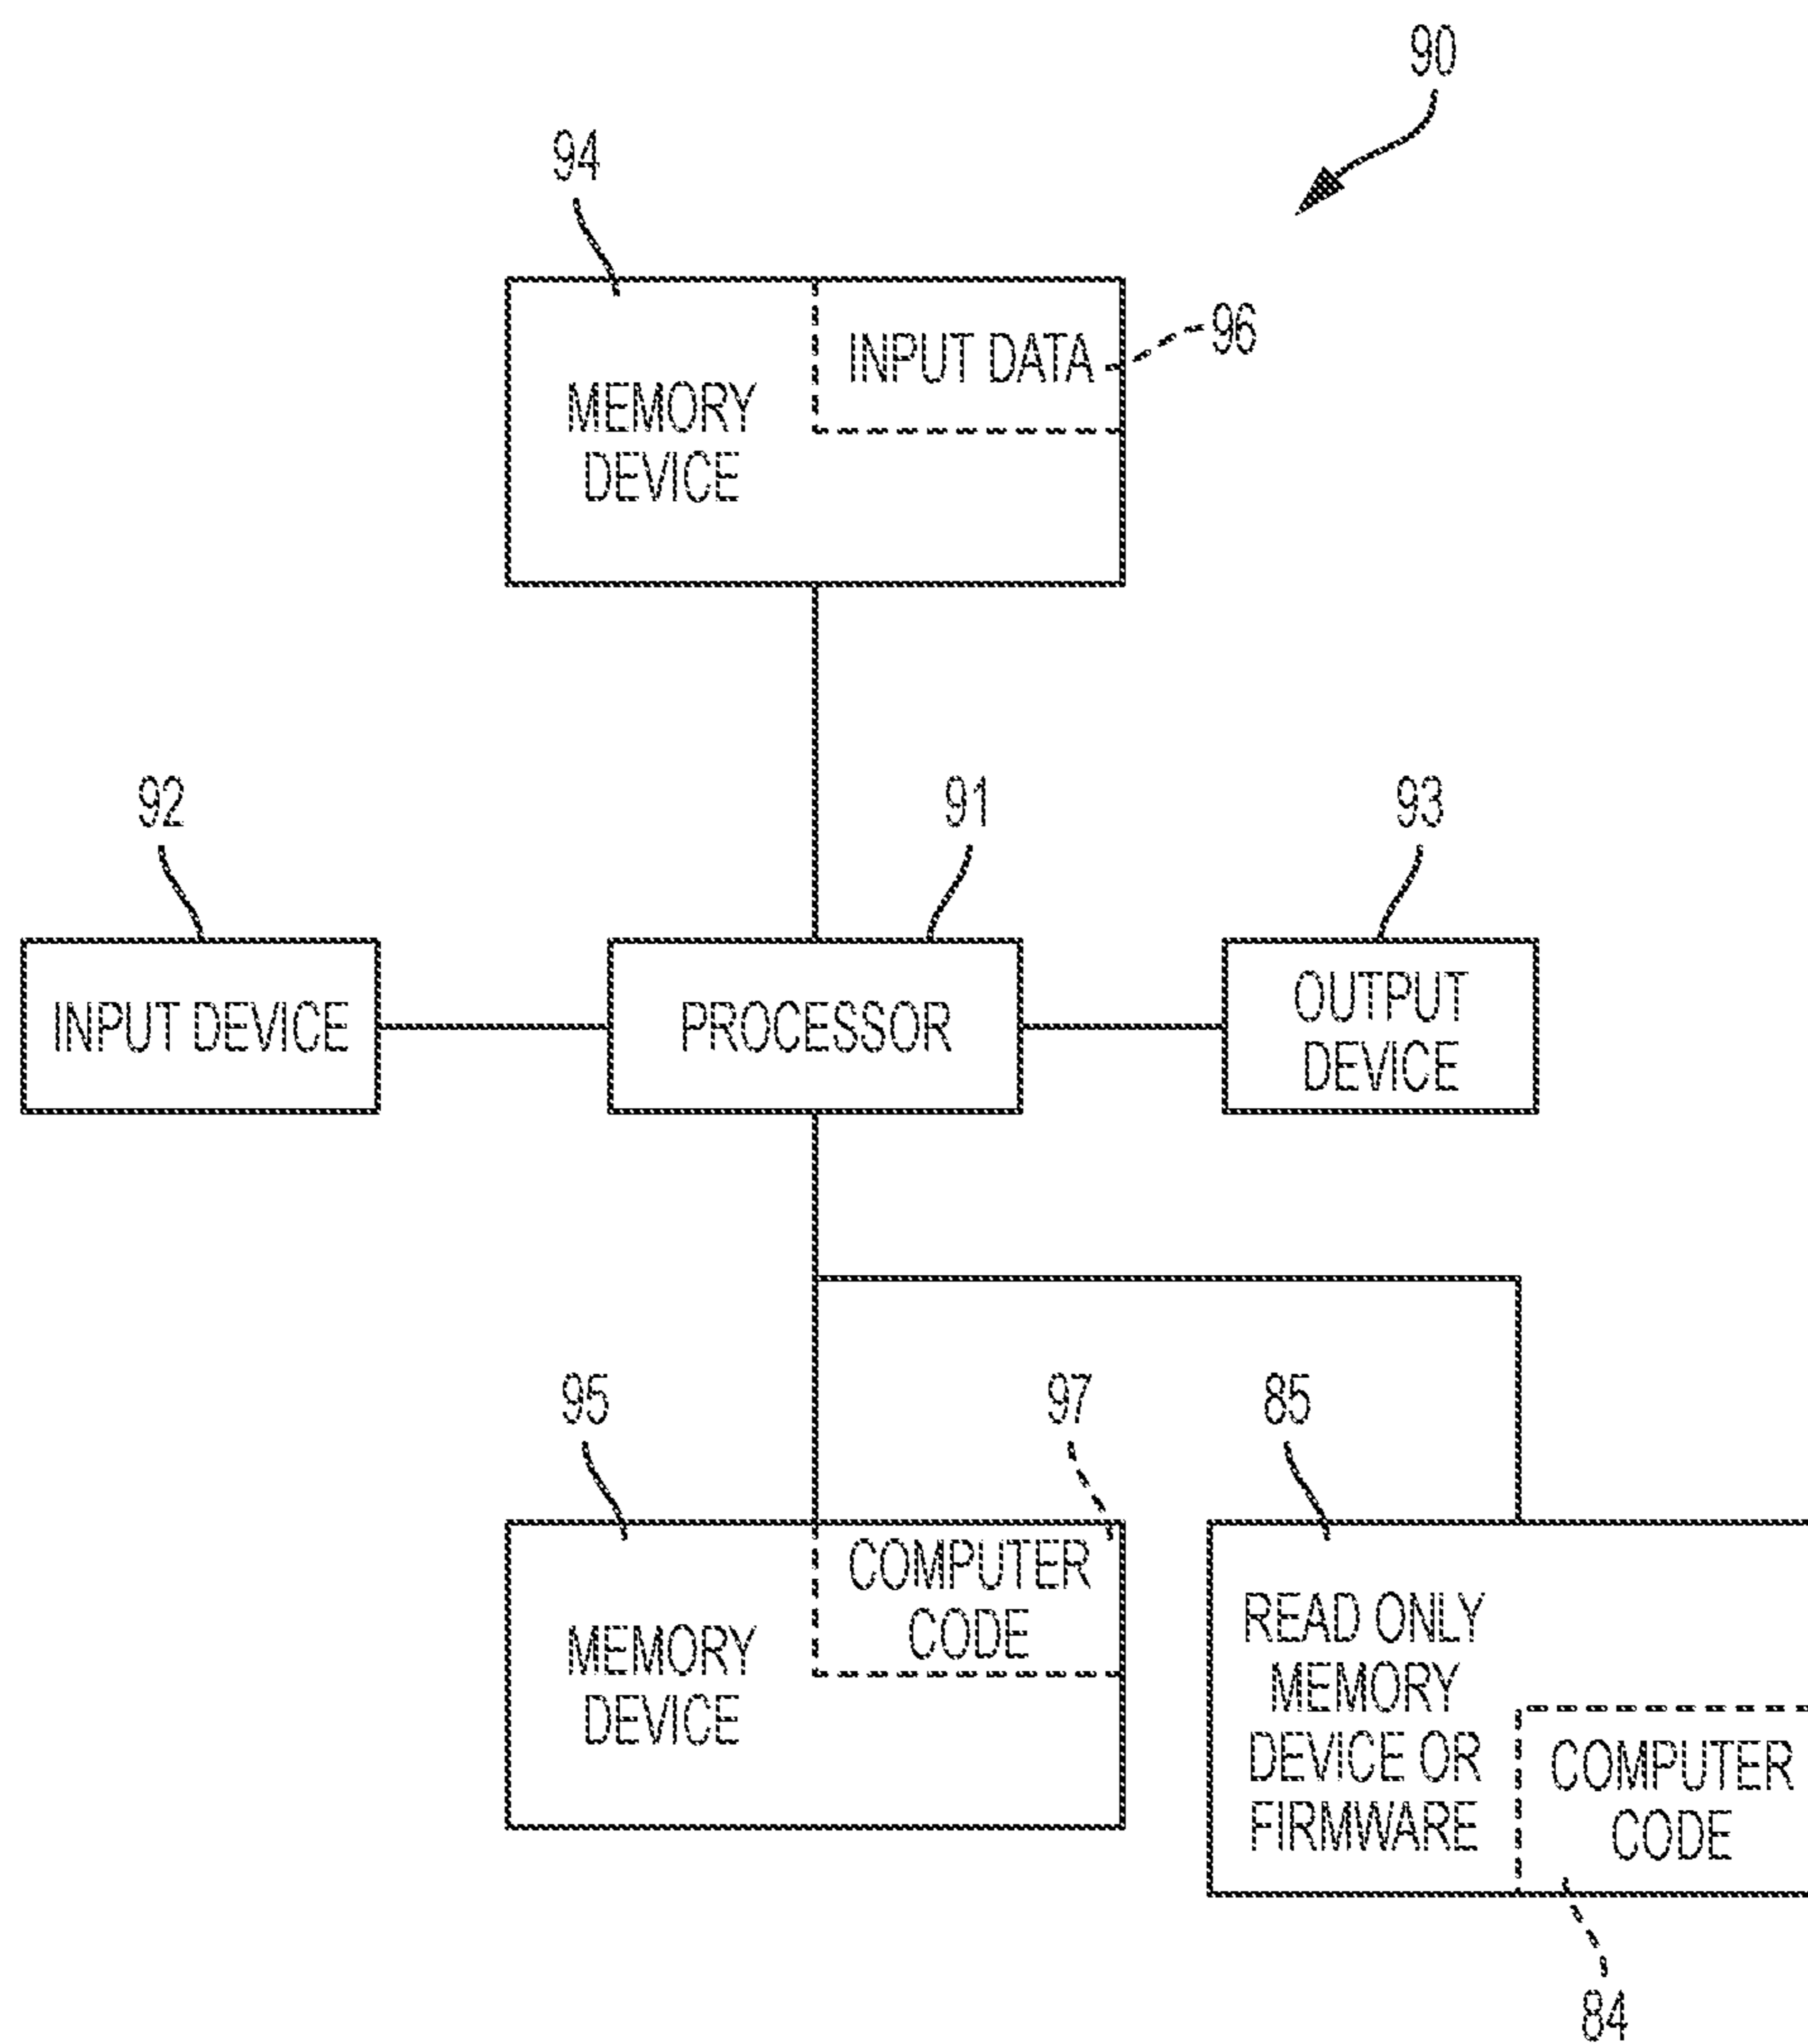 90
94
INPUT DATA
96
MEMORY
DEVICE
92
91
93
INPUT DEVICE
PROCESSOR
OUTPUT
DEVICE
95
97
85
COMPUTER
CODE
MEMORY
DEVICE
READ ONLY
MEMORY
DEVICE OR
FIRMWARE
COMPUTER
CODE
84